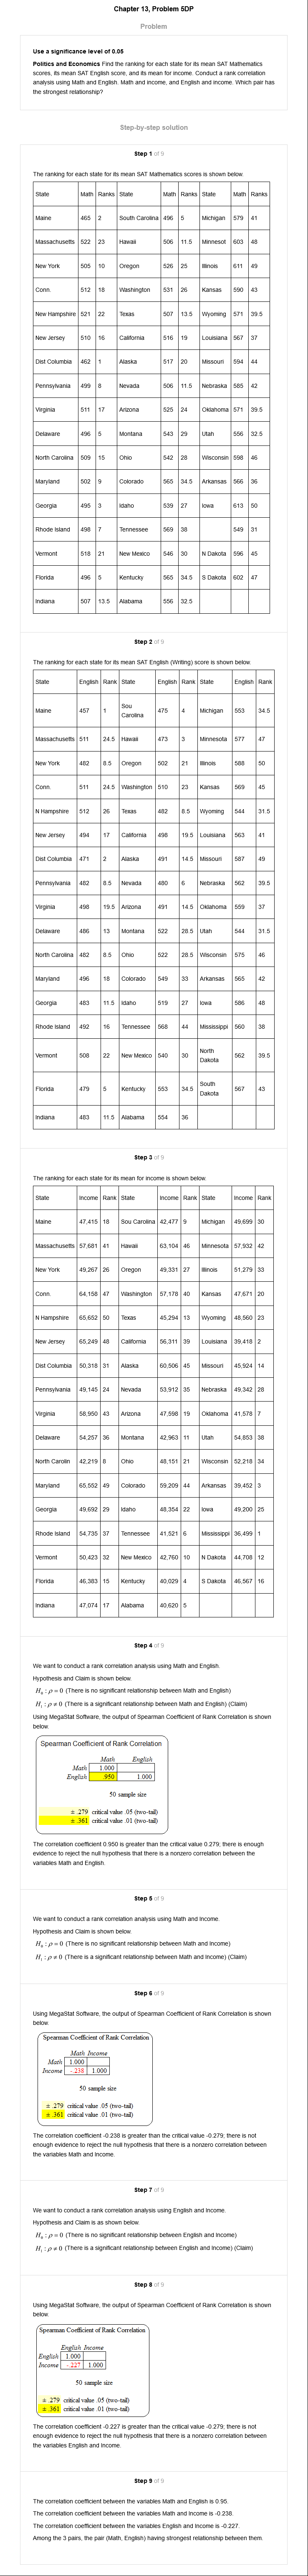 Chapter 13, Problem 5DP
Problem
Use a significance level of 0.05
Politics and Economics Find the ranking for each state for its mean SAT Mathematics
scores, its mean SAT English score, and its mean for income. Conduct a rank correlation
analysis using Math and English. Math and income, and English and income. Which pair has
the strongest relationship?
Step-by-step solution
Step 1 of 9
The ranking for each state for its mean SAT Mathematics scores is shown below.
State Math Ranks State Math Ranks State Math Ranks
Maine 465 2 South Carolina 496 5 Michigan 579 41
Massachusetts 522 23 Hawaii 506 11.5 Minnesot 603 48
New York 505 10 Oregon 526 25 Illinois 611 49
Conn. 512 18 Washington 531 26 Kansas 590 43
New Hampshire 521 22 Texas 507 13.5 Wyoming 571 39.5
New Jersey 510 16 California 516 19 Louisiana 567 37
Dist Columbia 462 1 Alaska 517 20 Missouri 594 44
Pennsylvania 499 8 Nevada 506 11.5 Nebraska 585 42
Virginia 511 17 Arizona 525 24 Oklahoma 571 39.5
Delaware 496 5 Montana 543 29 Utah 556 32.5
North Carolina 509 15 Ohio 542 28 Wisconsin 598 46
Maryland 502 9 Colorado 565 34.5 Arkansas 566 36
Georgia 495 3 Idaho 539 27 Iowa 613 50
Rhode Island 498 7 Tennessee 569 38 549 31
Vermont 518 21 New Mexico 546 30 N Dakota 596 45
Florida 496 5 Kentucky 565 34.5 S Dakota 602 47
Indiana 507 13.5 Alabama 556 32.5
Step 2 of 9
The ranking for each state for its mean SAT English (Writing) score is shown below.
State English Rank State English Rank State English Rank
Maine 457 1 Sou Carolina 475 4 Michigan 553 34.5
Massachusetts 511 24.5 Hawaii 473 3 Minnesota 577 47
New York 482 8.5 Oregon 502 21 Illinois 588 50
Conn. 511 24.5 Washington 510 23 Kansas 569 45
N Hampshire 512 26 Texas 482 8.5 Wyoming 544 31.5
New Jersey 494 17 California 498 19.5 Louisiana 563 41
Dist Columbia 471 2 Alaska 491 14.5 Missouri 587 49
Pennsylvania 482 8.5 Nevada 480 6 Nebraska 562 39.5
Virginia 498 19.5 Arizona 491 14.5 Oklahoma 559 37
Delaware 486 13 Montana 522 28.5 Utah 544 31.5
North Carolina 482 8.5 Ohio 522 28.5 Wisconsin 575 46
Maryland 496 18 Colorado 549 33 Arkansas 565 42
Georgia 483 11.5 Idaho 519 27 Iowa 586 48
Rhode Island 492 16 Tennessee 568 44 Mississippi 560 38
Vermont 508 22 New Mexico 540 30 North Dakota 562 39.5
Florida 479 5 Kentucky 553 34.5 South Dakota 567 43
Indiana 483 11.5 Alabama 554 36
Step 3 of 9
The ranking for each state for its mean for income is shown below.
State Income Rank State Income Rank State Income Rank
Maine 47,415 18 Sou Carolina 42,477 9 Michigan 49,699 30
Massachusetts 57,681 41 Hawaii 63,104 46 Minnesota 57,932 42
New York 49,267 26 Oregon 49,331 27 Illinois 51,279 33
Conn. 64,158 47 Washington 57,178 40 Kansas 47,671 20
N Hampshire 65,652 50 Texas 45,294 13 Wyoming 48,560 23
New Jersey 65,249 48 California 56,311 39 Louisiana 39,418 2
Dist Columbia 50,318 31 Alaska 60,506 45 Missouri 45,924 14
Pennsylvania 49,145 24 Nevada 53,912 35 Nebraska 49,342 28
Virginia 58,950 43 Arizona 47,598 19 Oklahoma 41,578 7
Delaware 54,257 36 Montana 42,963 11 Utah 54,853 38
North Carolin 42,219 8 Ohio 48,151 21 Wisconsin 52,218 34
Maryland 65,552 49 Colorado 59,209 44 Arkansas 39,452 3
Georgia 49,692 29 Idaho 48,354 22 Iowa 49,200 25
Rhode Island 54,735 37 Tennessee 41,521 6 Mississippi 36,499 1
Vermont 50,423 32 New Mexico 42,760 10 N Dakota 44,708 12
Florida 46,383 15 Kentucky 40,029 4 S Dakota 46,567 16
Indiana 47,074 17 Alabama 40,620 5
Step 4 of 9
We want to conduct a rank correlation analysis using Math and English.
Hypothesis and Claim is shown below.
H₀ : ρ = 0 (There is no significant relationship between Math and English)
H₁ : ρ ≠ 0 (There is a significant relationship between Math and English) (Claim)
Using MegaStat Software, the output of Spearman Coefficient of Rank Correlation is shown
below.
Spearman Coefficient of Rank Correlation
Math English
Math 1.000
English .950 1.000
50 sample size
± .279 critical value .05 (two-tail)
± .361 critical value .01 (two-tail)
The correlation coefficient 0.950 is greater than the critical value 0.279; there is enough
evidence to reject the null hypothesis that there is a nonzero correlation between the
variables Math and English.
Step 5 of 9
We want to conduct a rank correlation analysis using Math and Income.
Hypothesis and Claim is shown below.
H₀ : ρ = 0 (There is no significant relationship between Math and Income)
H₁ : ρ ≠ 0 (There is a significant relationship between Math and Income) (Claim)
Step 6 of 9
Using MegaStat Software, the output of Spearman Coefficient of Rank Correlation is shown
below.
Spearman Coefficient of Rank Correlation
Math Income
Math 1.000
Income -.238 1.000
50 sample size
± .279 critical value .05 (two-tail)
± .361 critical value .01 (two-tail)
The correlation coefficient -0.238 is greater than the critical value -0.279; there is not
enough evidence to reject the null hypothesis that there is a nonzero correlation between
the variables Math and Income.
Step 7 of 9
We want to conduct a rank correlation analysis using English and Income.
Hypothesis and Claim is as shown below.
H₀ : ρ = 0 (There is no significant relationship between English and Income)
H₁ : ρ ≠ 0 (There is a significant relationship between English and Income) (Claim)
Step 8 of 9
Using MegaStat Software, the output of Spearman Coefficient of Rank Correlation is shown
below.
Spearman Coefficient of Rank Correlation
English Income
English 1.000
Income -.227 1.000
50 sample size
± .279 critical value .05 (two-tail)
± .361 critical value .01 (two-tail)
The correlation coefficient -0.227 is greater than the critical value -0.279; there is not
enough evidence to reject the null hypothesis that there is a nonzero correlation between
the variables English and Income.
Step 9 of 9
The correlation coefficient between the variables Math and English is 0.95.
The correlation coefficient between the variables Math and Income is -0.238.
The correlation coefficient between the variables English and Income is -0.227.
Among the 3 pairs, the pair (Math, English) having strongest relationship between them.